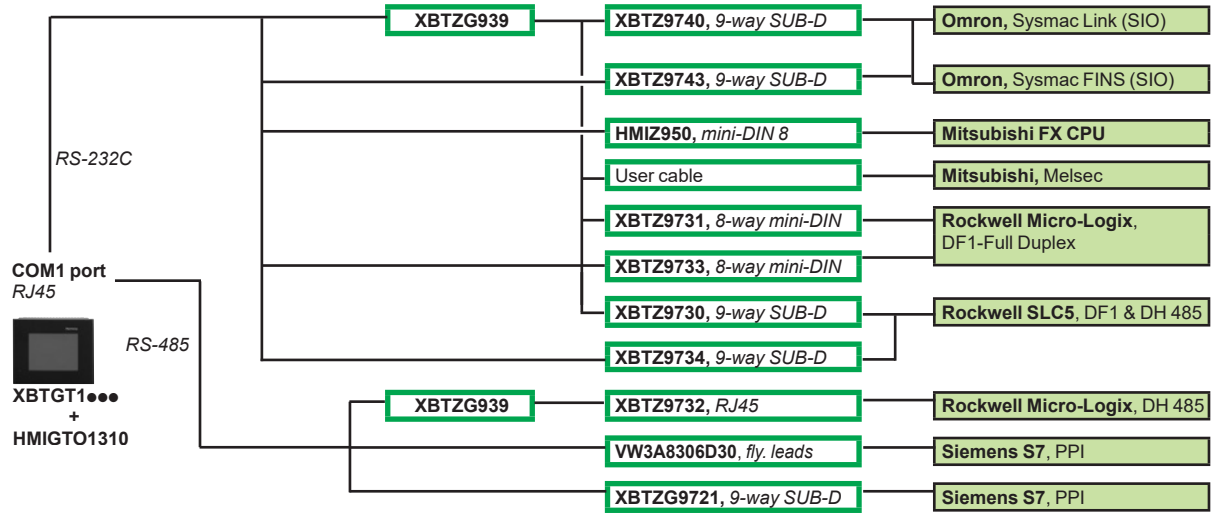 XBTZG939
XBTZ9740, 9-way SUB-D
Omron, Sysmac Link (SIO)
XBTZ9743, 9-way SUB-D
Omron, Sysmac FINS (SIO)
HMIZ950, mini-DIN 8
Mitsubishi FX CPU
RS-232C
User cable
Mitsubishi, Melsec
XBTZ9731, 8-way mini-DIN
Rockwell Micro-Logix,
DF1-Full Duplex
XBTZ9733, 8-way mini-DIN
COM1 port
RJ45
XBTZ9730, 9-way SUB-D
Rockwell SLC5, DF1 & DH 485
RS-485
XBTZ9734, 9-way SUB-D
XBTGT1●●●
+
HMIGTO1310
XBTZG939
XBTZ9732, RJ45
Rockwell Micro-Logix, DH 485
VW3A8306D30, fly. leads
Siemens S7, PPI
XBTZG9721, 9-way SUB-D
Siemens S7, PPI